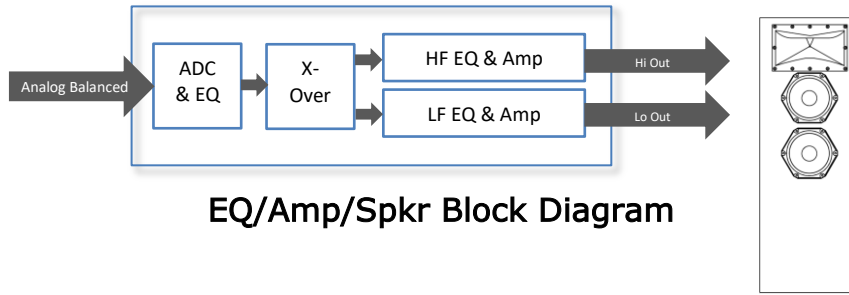 Analog Balanced
ADC
& EQ
X-
Over
HF EQ & Amp
LF EQ & Amp
Hi Out
Lo Out
EQ/Amp/Spkr Block Diagram